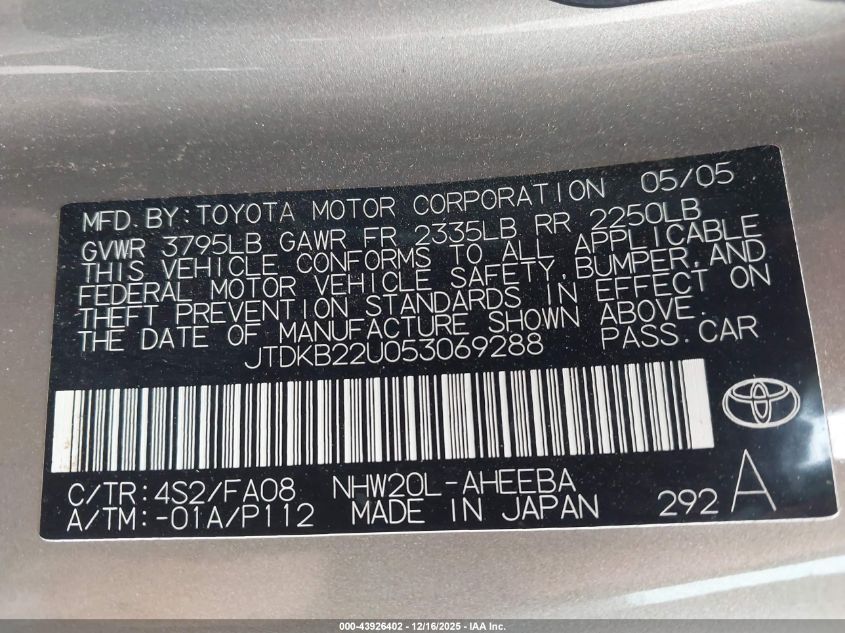 MFD. BY: TOYOTA MOTOR CORPORATION 05/05
GVWR 3795LB GAWR FR 2335LB RR 2250LB
THIS VEHICLE CONFORMS TO ALL APPLICABLE
FEDERAL MOTOR VEHICLE SAFETY, BUMPER, AND
THEFT PREVENTION STANDARDS IN EFFECT ON
THE DATE OF MANUFACTURE SHOWN ABOVE.
JTDKB22U053069288 PASS. CAR
C/TR: 4S2/FA08 NHW20L-AHEEBA
A/TM: -01A/P112 MADE IN JAPAN 292 A
000-43926402 - 12/16/2025 - IAA Inc.